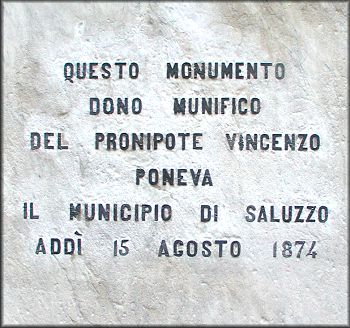 QUESTO MONUMENTO
DONO MUNIFICO
DEL PRONIPOTE VINCENZO
PONEVA
IL MUNICIPIO DI SALUZZO
ADDÌ 15 AGOSTO 1874